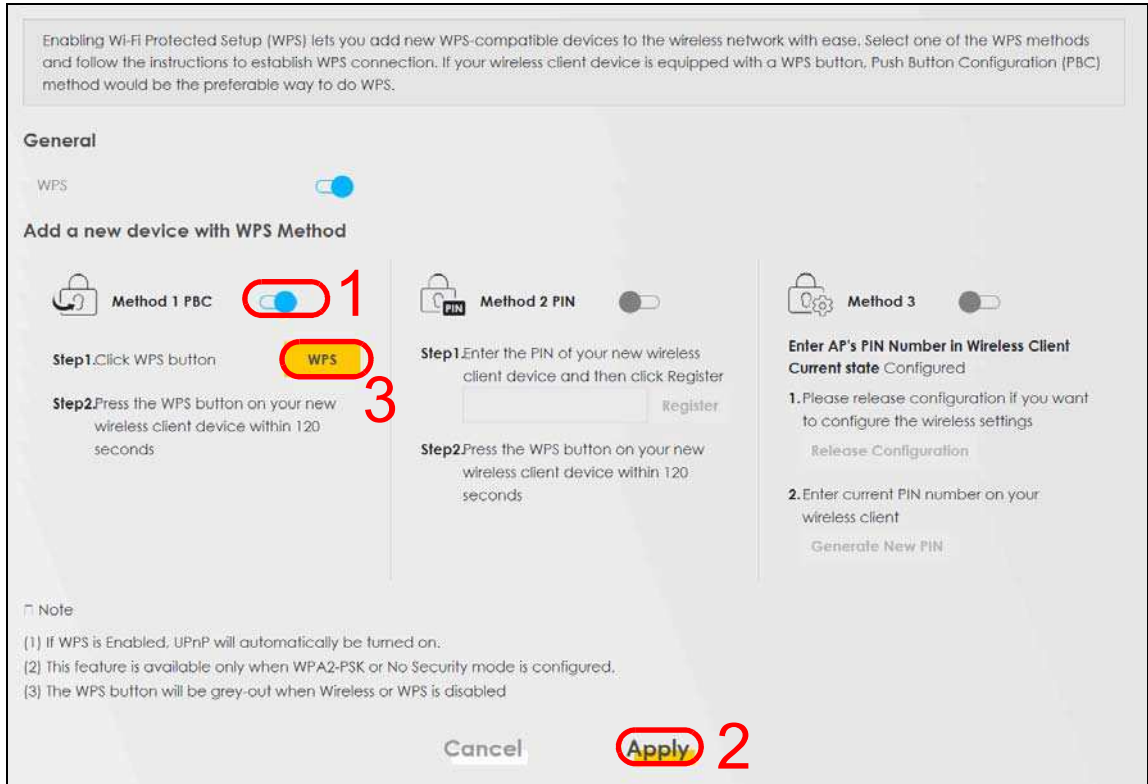 Enabling Wi-Fi Protected Setup (WPS) lets you add new WPS-compatible devices to the wireless network with ease. Select one of the WPS methods
and follow the instructions to establish WPS connection. If your wireless client device is equipped with a WPS button, Push Button Configuration (PBC)
method would be the preferable way to do WPS.
General
WPS
Add a new device with WPS Method
Method 1 PBC
1
Step1.Click WPS button
WPS
3
Step2.Press the WPS button on your new
wireless client device within 120
seconds
PIN
Method 2 PIN
Step1.Enter the PIN of your new wireless
client device and then click Register
Register
Step2.Press the WPS button on your new
wireless client device within 120
seconds
Method 3
Enter AP's PIN Number in Wireless Client
Current state Configured
1. Please release configuration if you want
to configure the wireless settings
Release Configuration
2. Enter current PIN number on your
wireless client
Generate New PIN
Note
(1) If WPS is Enabled, UPnP will automatically be turned on.
(2) This feature is available only when WPA2-PSK or No Security mode is configured.
(3) The WPS button will be grey-out when Wireless or WPS is disabled
Cancel
Apply
2